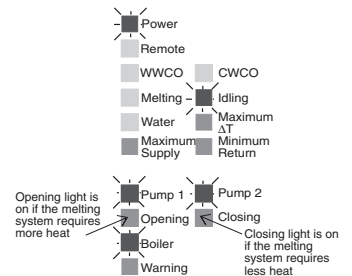 Power
Remote
WWCO CWCO
Melting Idling
Water Maximum
ΔT
Maximum Minimum
Supply Return
Opening light is
on if the melting
system requires
more heat
Pump 1 Pump 2
Opening Closing
Boiler
Warning
Closing light is on
if the melting
system requires
less heat